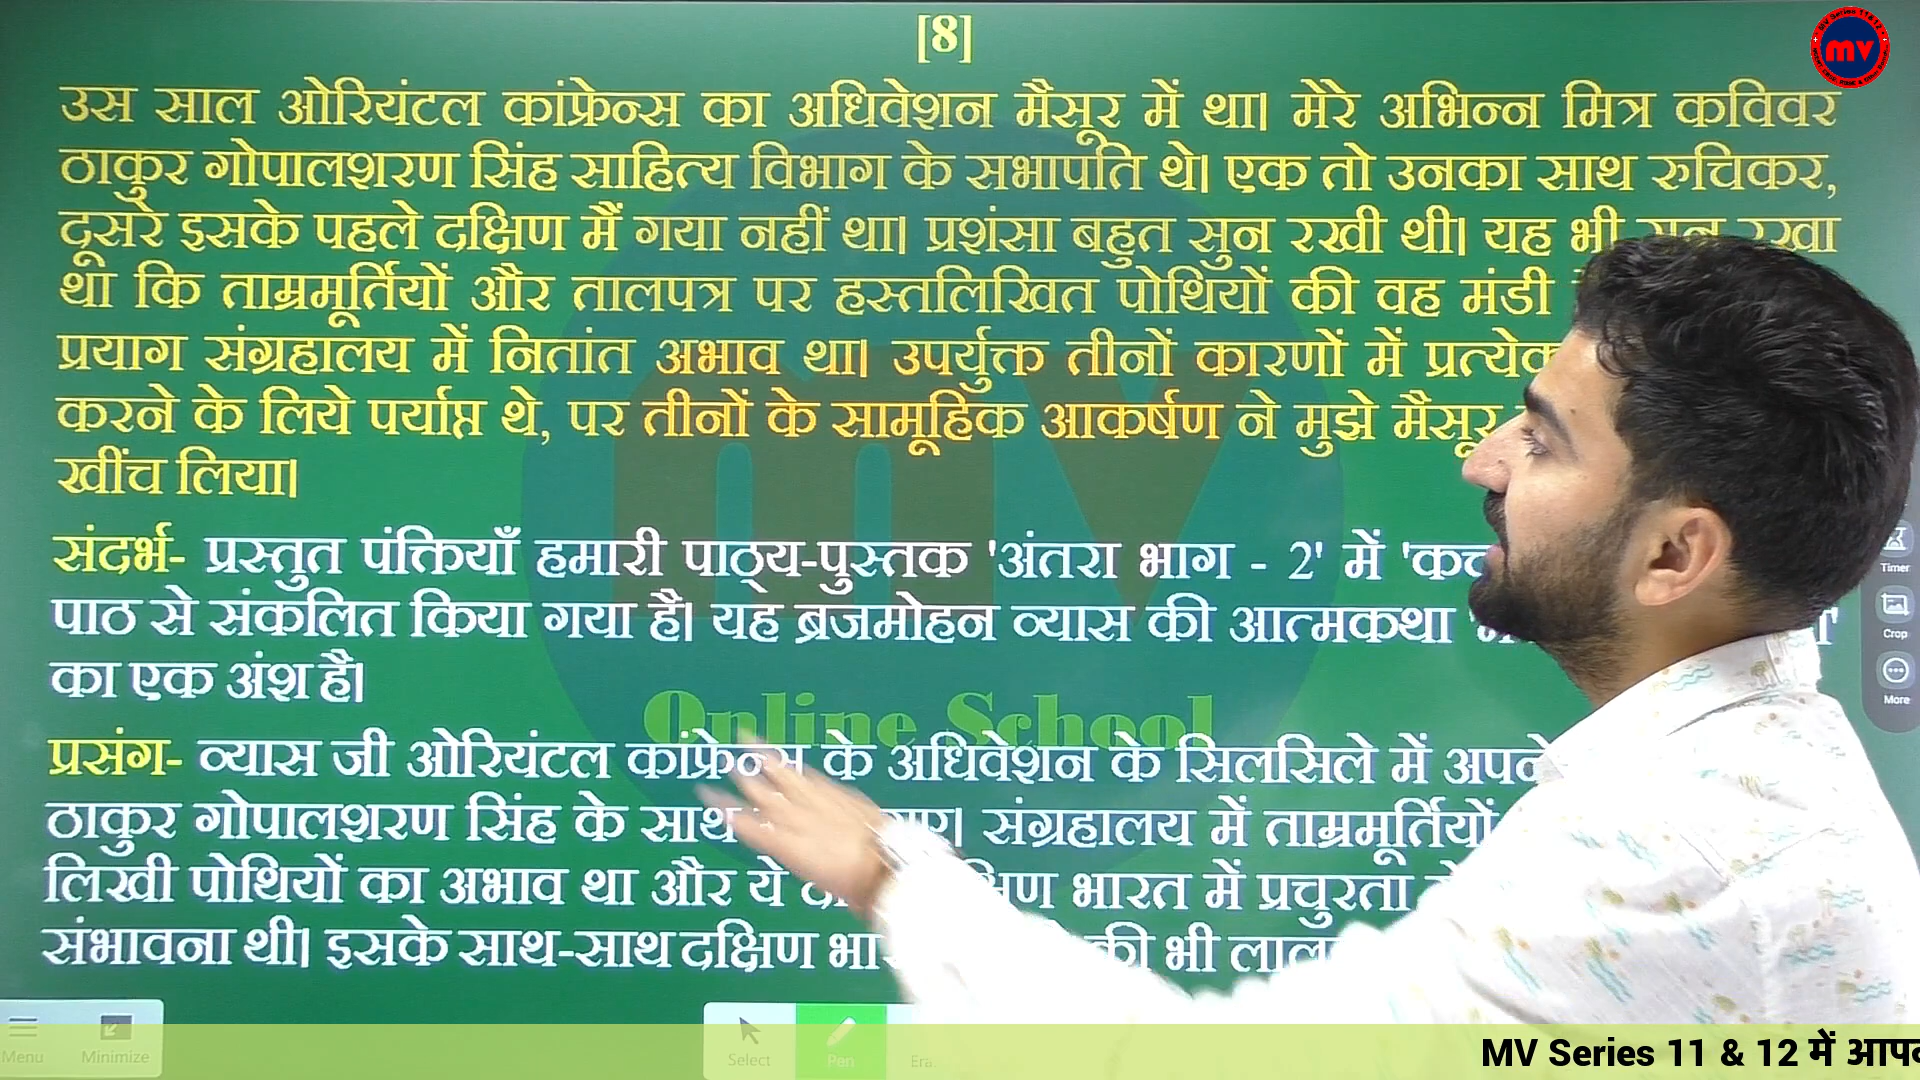 [8]
उस साल ओरियंटल कांफ्रेन्स का अधिवेशन मैसूर में था। मेरे अभिन्न मित्र कविवर
ठाकुर गोपालशरण सिंह साहित्य विभाग के सभापति थे। एक तो उनका साथ रुचिकर,
दूसरे इसके पहले दक्षिण मैं गया नहीं था। प्रशंसा बहुत सुन रखी थी। यह भी सुन रखा
था कि ताम्रमूर्तियों और तालपत्र पर हस्तलिखित पोथियों की वह मंडी
प्रयाग संग्रहालय में नितांत अभाव था। उपर्युक्त तीनों कारणों में प्रत्येक
करने के लिये पर्याप्त थे, पर तीनों के सामूहिक आकर्षण ने मुझे मैसूर
खींच लिया।
संदर्भ- प्रस्तुत पंक्तियाँ हमारी पाठ्य-पुस्तक 'अंतरा भाग - 2' में
पाठ से संकलित किया गया है। यह ब्रजमोहन व्यास की आत्मकथा
का एक अंश है।
Online School
प्रसंग- व्यास जी ओरियंटल कांफ्रेन्स के अधिवेशन के सिलसिले में
ठाकुर गोपालशरण सिंह के साथ गए। संग्रहालय में ताम्रमूर्तियों
लिखी पोथियों का अभाव था और ये भारत में प्रचुरता
संभावना थी। इसके साथ-साथ दक्षिण की भी
mv
mv
Timer
Crop
More
Menu
Minimize
Select
Pen
MV Series 11 & 12 में